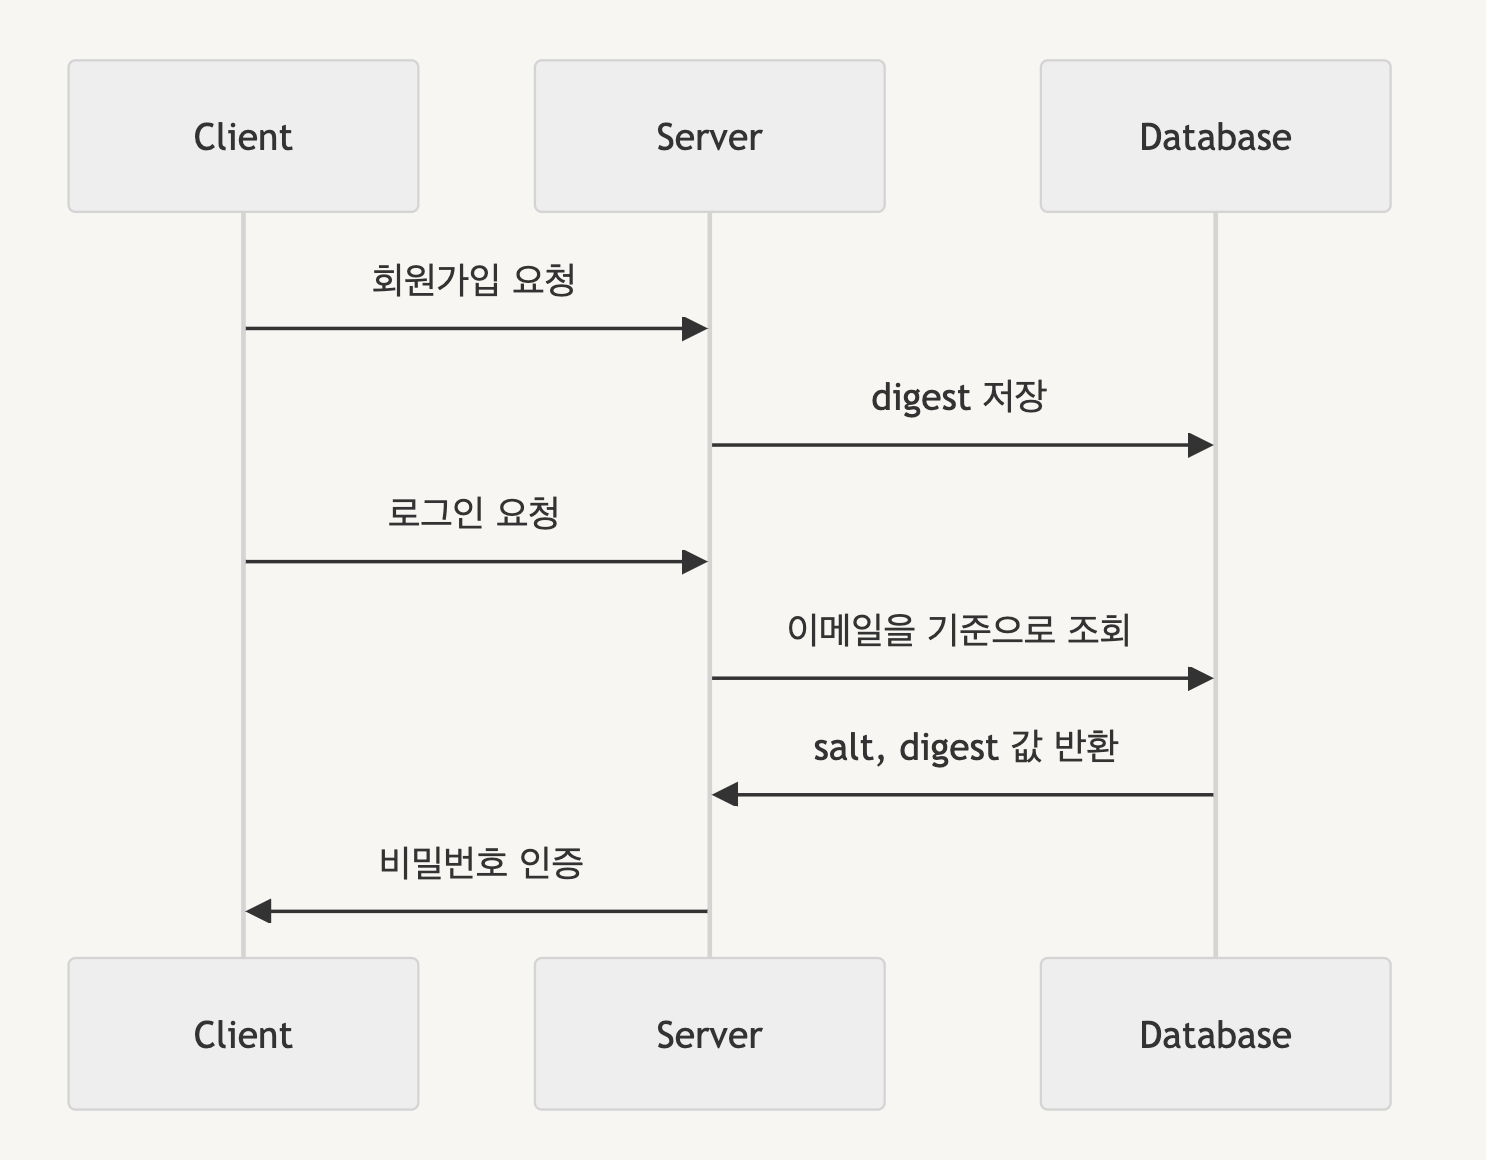 Client
Server
Database
회원가입 요청
digest 저장
로그인 요청
이메일을 기준으로 조회
salt, digest 값 반환
비밀번호 인증
Client
Server
Database